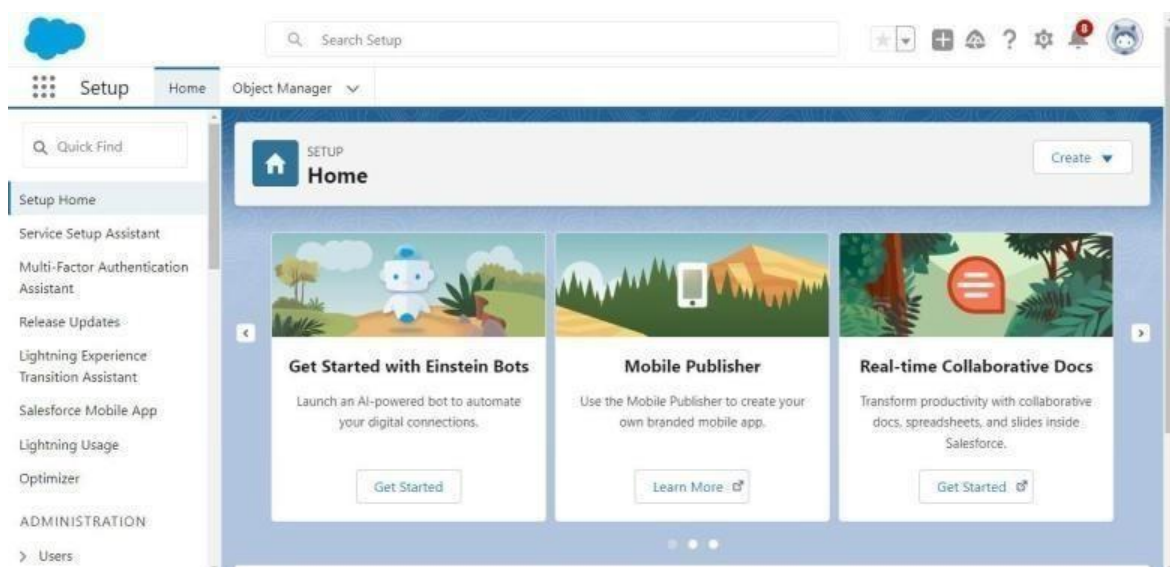 Search Setup
8
Setup
Home
Object Manager
Quick Find
Setup Home
Service Setup Assistant
Multi-Factor Authentication
Assistant
Release Updates
Lightning Experience
Transition Assistant
Salesforce Mobile App
Lightning Usage
Optimizer
ADMINISTRATION
Users
SETUP
Home
Create
Get Started with Einstein Bots
Launch an AI-powered bot to automate
your digital connections.
Get Started
Mobile Publisher
Use the Mobile Publisher to create your
own branded mobile app.
Learn More
Real-time Collaborative Docs
Transform productivity with collaborative
docs, spreadsheets, and slides inside
Salesforce.
Get Started